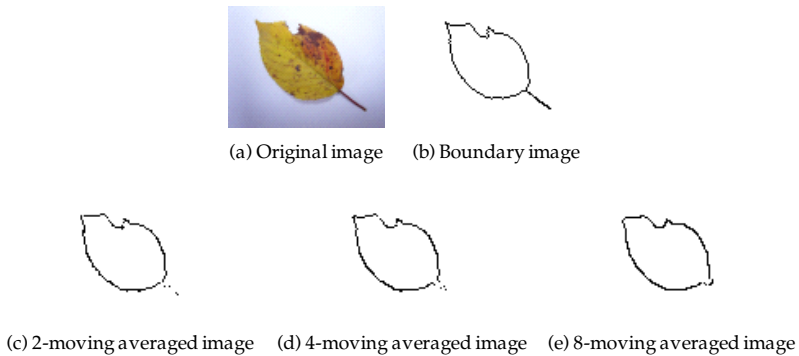 (a) Original image
(b) Boundary image
(c) 2-moving averaged image
(d) 4-moving averaged image
(e) 8-moving averaged image